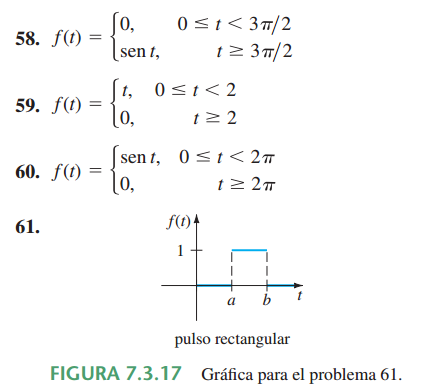 58. f(t) = { 0, 0 ≤ t < 3π/2
sen t, t ≥ 3π/2
59. f(t) = { t, 0 ≤ t < 2
0, t ≥ 2
60. f(t) = { sen t, 0 ≤ t < 2π
0, t ≥ 2π
61.
f(t)
1
a b t
pulso rectangular
FIGURA 7.3.17 Gráfica para el problema 61.